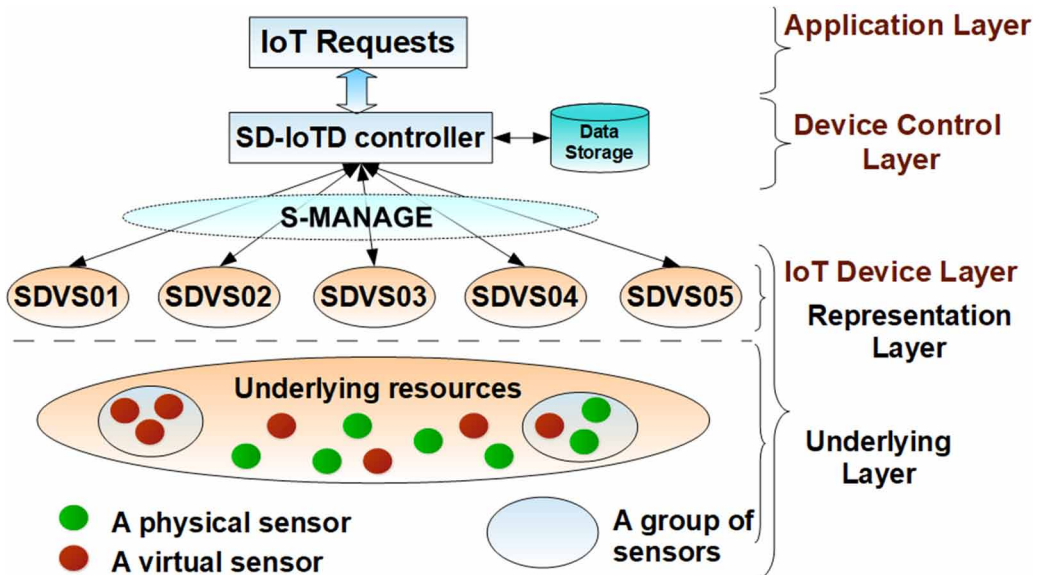 IoT Requests
Application Layer
SD-IoTD controller
Data
Storage
Device Control
Layer
S-MANAGE
SDVS01
SDVS02
SDVS03
SDVS04
SDVS05
IoT Device Layer
Representation
Layer
Underlying resources
Underlying
Layer
A physical sensor
A virtual sensor
A group of
sensors